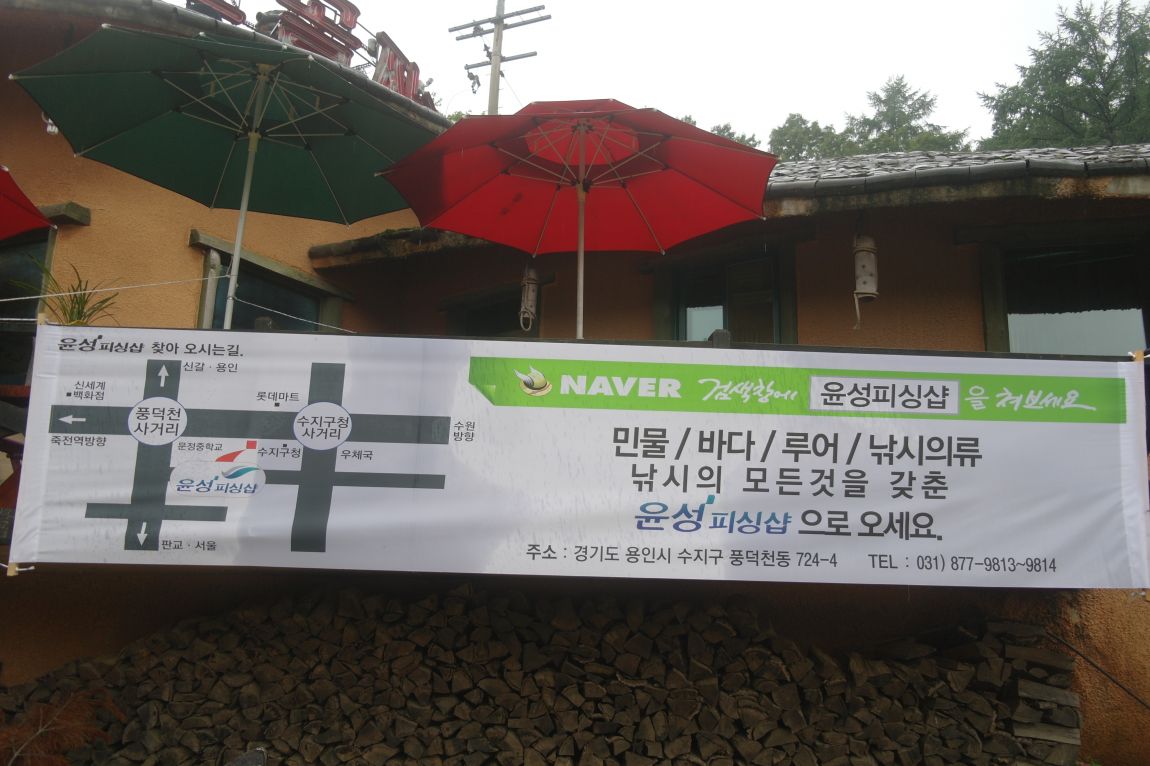 윤성피싱샵 찾아 오시는길.
신갈 · 용인
신세계
백화점
롯데마트
풍덕천
사거리
수지구청
사거리
수원
방향
죽전역방향
문정중학교
수지구청
우체국
윤성피싱샵
판교 · 서울
NAVER 검색창에 윤성피싱샵 을 쳐보세요
민물 / 바다 / 루어 / 낚시의류
낚시의 모든것을 갖춘
윤성피싱샵 으로 오세요.
주소 : 경기도 용인시 수지구 풍덕천동 724-4 TEL : 031) 877-9813~9814